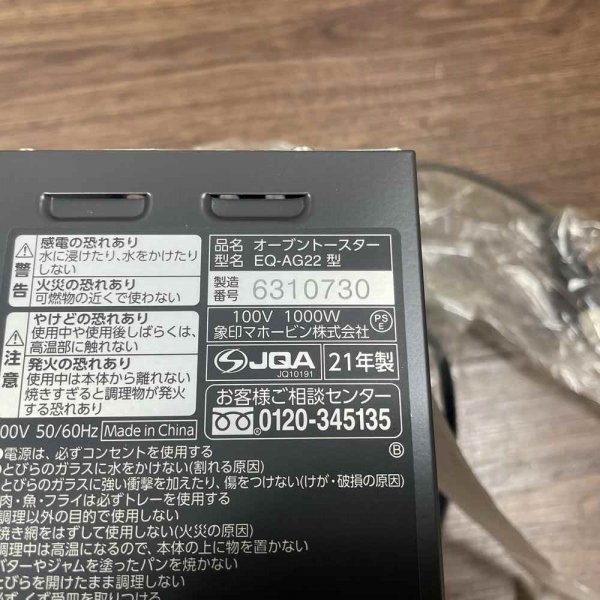 警告
感電の恐れあり
水に浸けたり、水をかけたり
しない
火災の恐れあり
可燃物の近くで使わない
注意
やけどの恐れあり
使用中や使用後しばらくは、
高温部に触れない
発火の恐れあり
使用中は本体から離れない
焼きすぎると調理物が発火
する恐れあり
品名 オーブントースター
型名 EQ-AG22 型
製造番号 6310730
100V 1000W
象印マホービン株式会社
PSE
JQA
JQ10191
21年製
お客様ご相談センター
0120-345135
00V 50/60Hz Made in China
B
電源は、必ずコンセントを使用する
とびらのガラスに水をかけない(割れる原因)
とびらのガラスに強い衝撃を加えたり、傷をつけない(けが・破損の原因)
肉・魚・フライは必ずトレーを使用する
調理以外の目的で使用しない
焼き網をはずして使用しない(火災の原因)
調理中は高温になるので、本体の上に物を置かない
バターやジャムを塗ったパンを焼かない
とびらを開けたまま調理しない
必ずくず受皿を取りつける